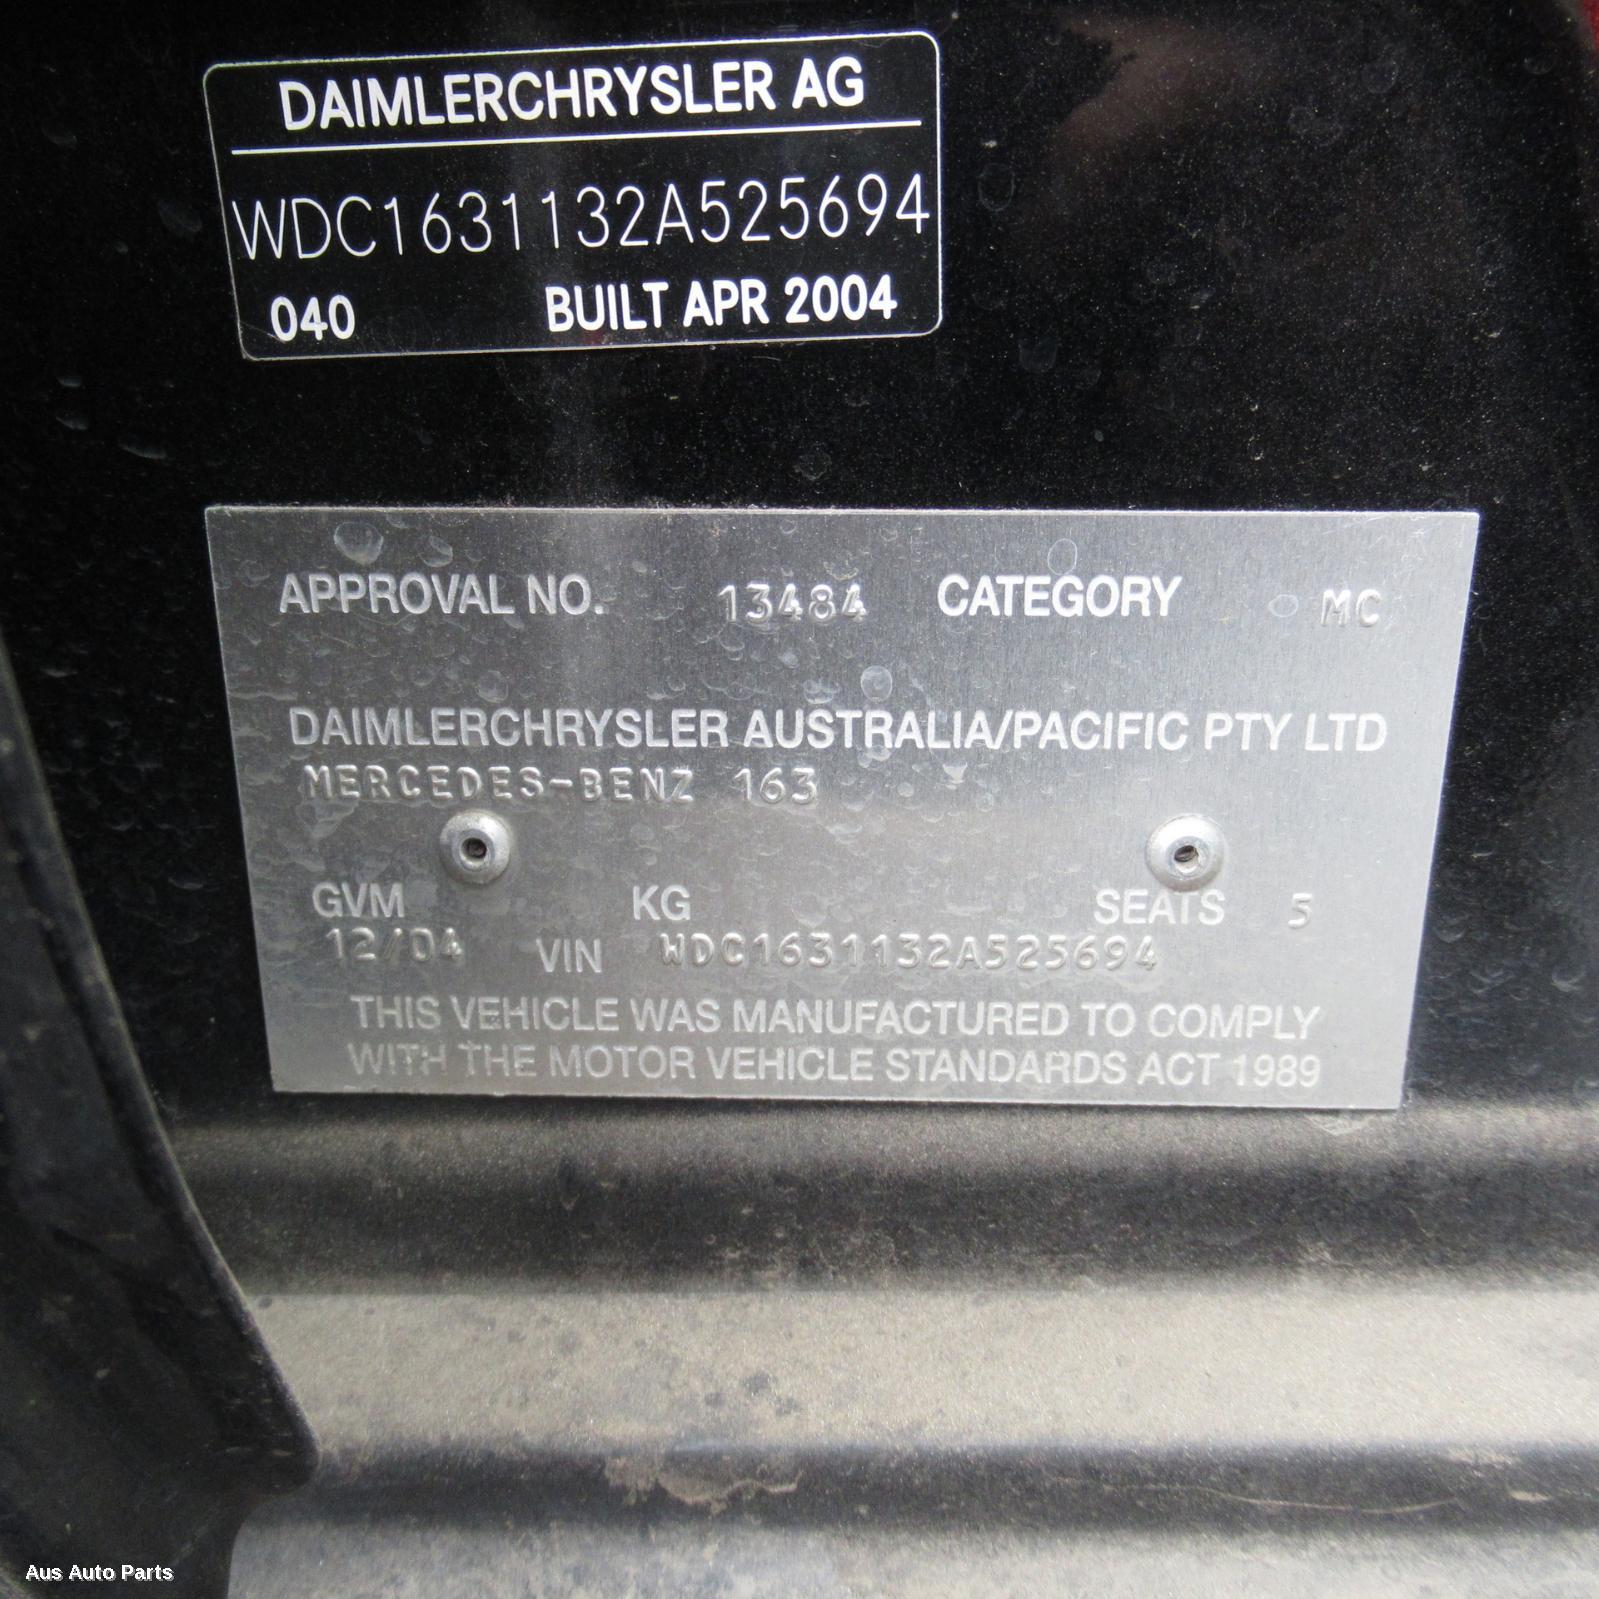 DAIMLERCHRYSLER AG
WDC1631132A525694
040 BUILT APR 2004
APPROVAL NO. 13484 CATEGORY MC
DAIMLERCHRYSLER AUSTRALIA/PACIFIC PTY LTD
MERCEDES-BENZ 163
GVM KG SEATS 5
12/04 VIN WDC1631132A525694
THIS VEHICLE WAS MANUFACTURED TO COMPLY
WITH THE MOTOR VEHICLE STANDARDS ACT 1989
Aus Auto Parts